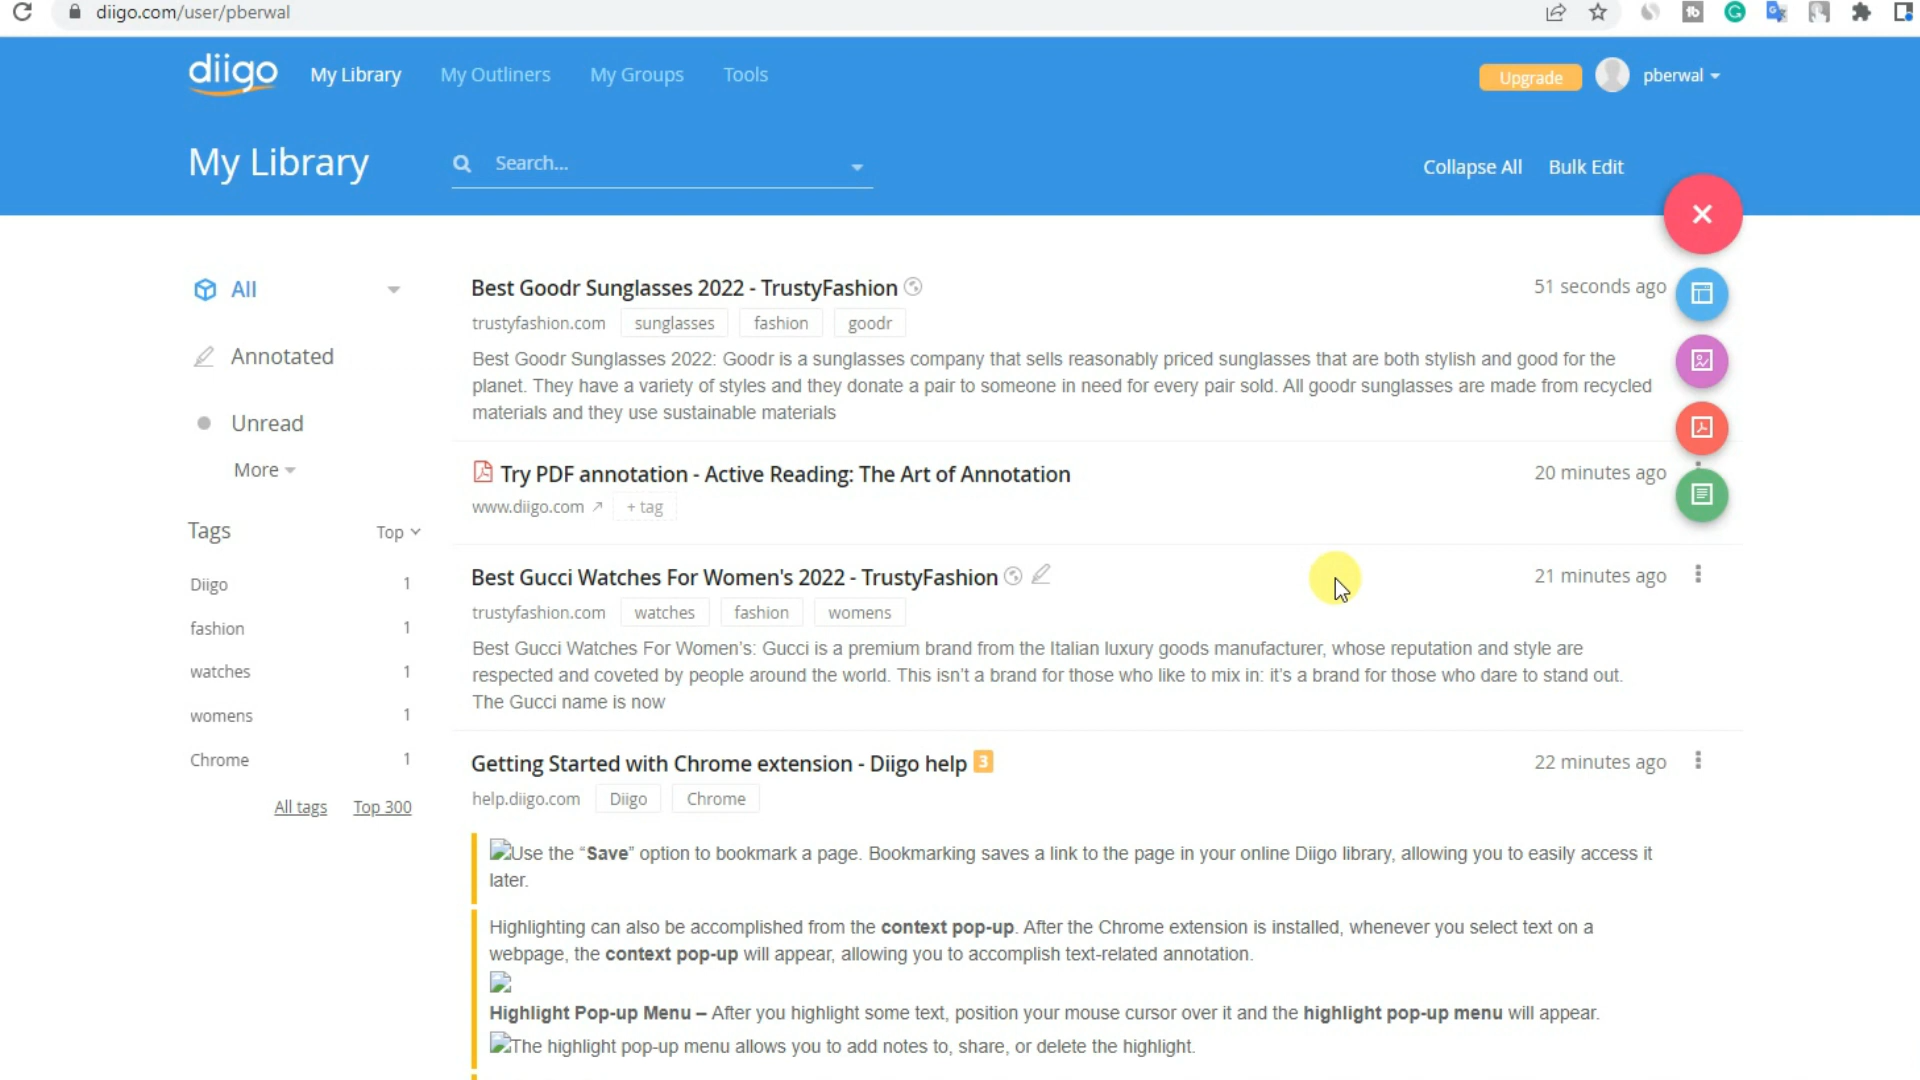 diigo.com/user/pberwal
diigo My Library My Outliners My Groups Tools Upgrade pberwal
My Library Search... Collapse All Bulk Edit
All
Annotated
Unread
More
Tags Top
Diigo 1
fashion 1
watches 1
womens 1
Chrome 1
All tags Top 300
Best Goodr Sunglasses 2022 - TrustyFashion 51 seconds ago
trustyfashion.com sunglasses fashion goodr
Best Goodr Sunglasses 2022: Goodr is a sunglasses company that sells reasonably priced sunglasses that are both stylish and good for the
planet. They have a variety of styles and they donate a pair to someone in need for every pair sold. All goodr sunglasses are made from recycled
materials and they use sustainable materials
Try PDF annotation - Active Reading: The Art of Annotation 20 minutes ago
www.diigo.com + tag
Best Gucci Watches For Women's 2022 - TrustyFashion 21 minutes ago
trustyfashion.com watches fashion womens
Best Gucci Watches For Women's: Gucci is a premium brand from the Italian luxury goods manufacturer, whose reputation and style are
respected and coveted by people around the world. This isn't a brand for those who like to mix in: it's a brand for those who dare to stand out.
The Gucci name is now
Getting Started with Chrome extension - Diigo help 3 22 minutes ago
help.diigo.com Diigo Chrome
Use the “Save” option to bookmark a page. Bookmarking saves a link to the page in your online Diigo library, allowing you to easily access it
later.
Highlighting can also be accomplished from the context pop-up. After the Chrome extension is installed, whenever you select text on a
webpage, the context pop-up will appear, allowing you to accomplish text-related annotation.
Highlight Pop-up Menu – After you highlight some text, position your mouse cursor over it and the highlight pop-up menu will appear.
The highlight pop-up menu allows you to add notes to, share, or delete the highlight.